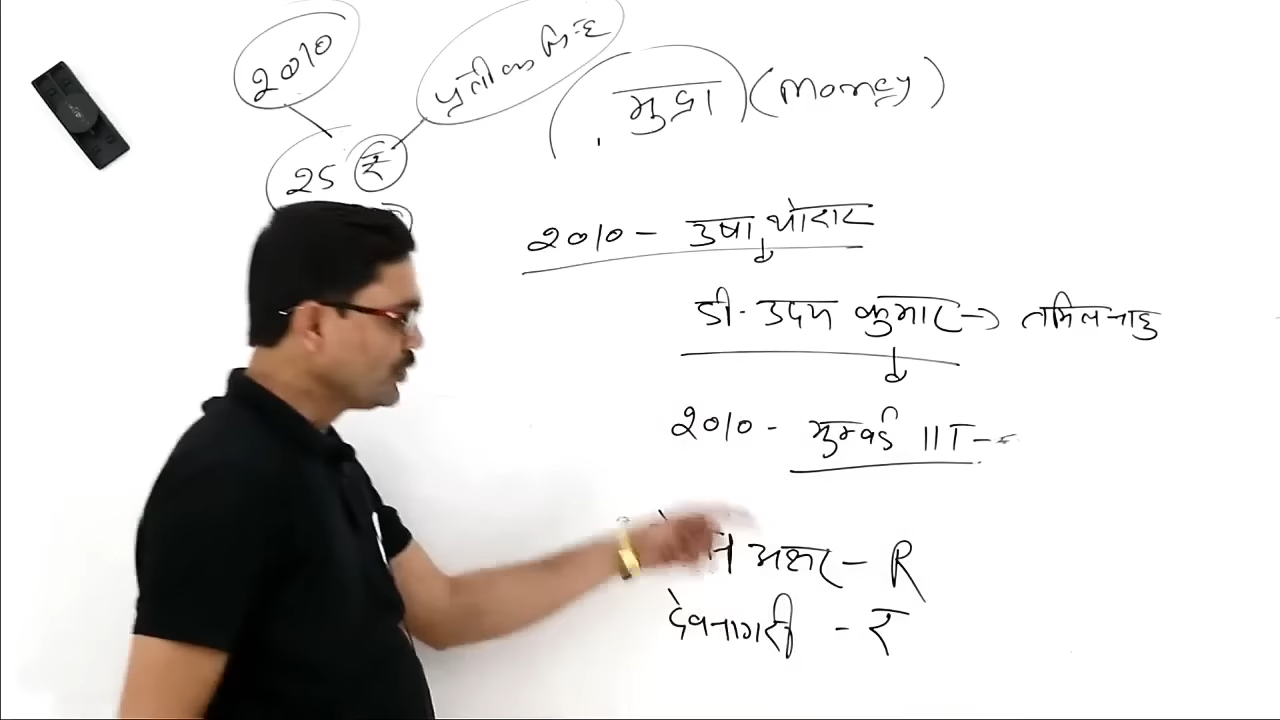 2010
प्रतीक चिन्ह
मुद्रा (money)
25 ₹
2010 - उषा थोरार
डी. उदय कुमार → तमिलनाडु
2010 - मुम्बई IIT -
अक्षर - R
देवनागरी - र